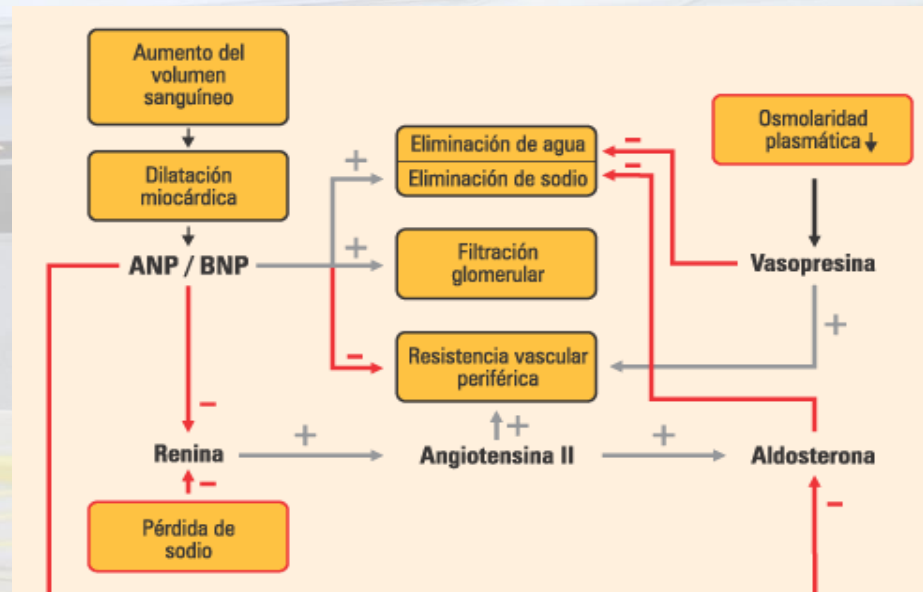 Aumento del
volumen
sanguíneo
Dilatación
miocárdica
ANP / BNP
+
+
-
Eliminación de agua
Eliminación de sodio
Filtración
glomerular
Resistencia vascular
periférica
-
-
Osmolaridad
plasmática ↓
Vasopresina
+
-
Renina
+
+
Angiotensina II
+
Aldosterona
-
Pérdida de
sodio
-